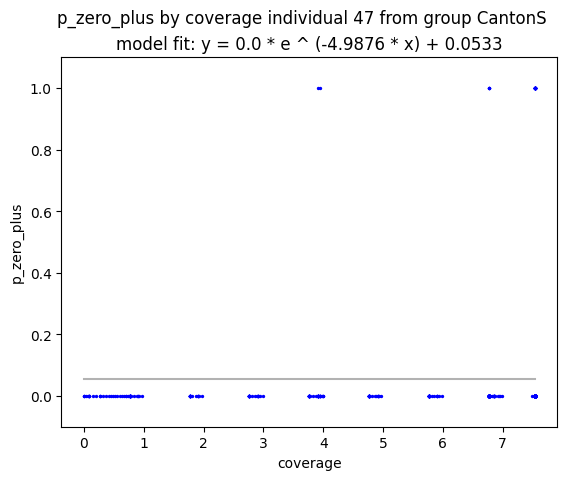 p_zero_plus by coverage individual 47 from group CantonS
model fit: y = 0.0 * e ^ (-4.9876 * x) + 0.0533
1.0
0.8
0.6
0.4
0.2
0.0
p_zero_plus
0 1 2 3 4 5 6 7
coverage